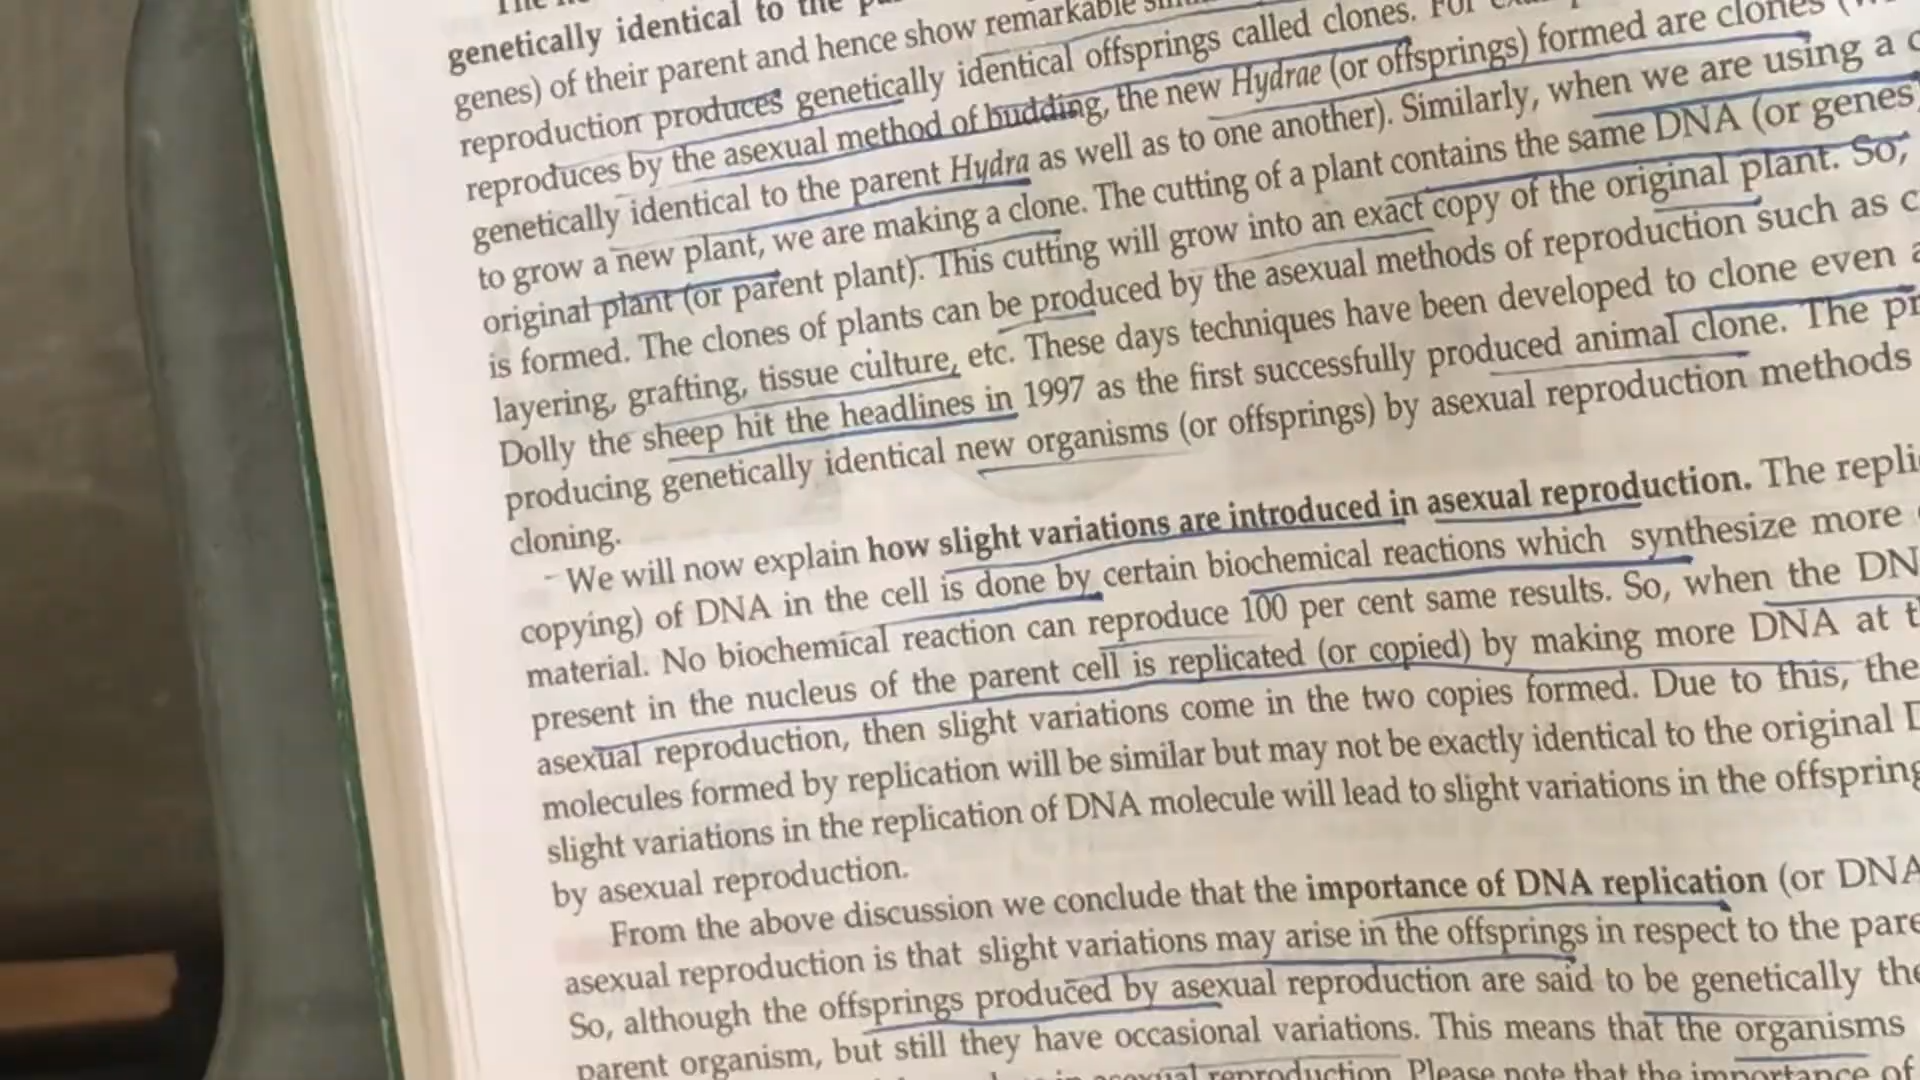 genetically identical to the
genes) of their parent and hence show remarkable
reproduction produces genetically identical offsprings called clones. For
reproduces by the asexual method of budding, the new Hydrae (or offsprings) formed are clones
genetically identical to the parent Hydra as well as to one another). Similarly, when we are using a
to grow a new plant, we are making a clone. The cutting of a plant contains the same DNA (or genes
original plant (or parent plant). This cutting will grow into an exact copy of the original plant. So,
is formed. The clones of plants can be produced by the asexual methods of reproduction such as
layering, grafting, tissue culture, etc. These days techniques have been developed to clone even
Dolly the sheep hit the headlines in 1997 as the first successfully produced animal clone. The
producing genetically identical new organisms (or offsprings) by asexual reproduction methods
cloning.
We will now explain how slight variations are introduced in asexual reproduction. The
copying) of DNA in the cell is done by certain biochemical reactions which synthesize more
material. No biochemical reaction can reproduce 100 per cent same results. So, when the
present in the nucleus of the parent cell is replicated (or copied) by making more DNA at
asexual reproduction, then slight variations come in the two copies formed. Due to this, the
molecules formed by replication will be similar but may not be exactly identical to the original
slight variations in the replication of DNA molecule will lead to slight variations in the offspring
by asexual reproduction.
From the above discussion we conclude that the importance of DNA replication (or DNA
asexual reproduction is that slight variations may arise in the offsprings in respect to the
So, although the offsprings produced by asexual reproduction are said to be genetically
parent organism, but still they have occasional variations. This means that the organisms
reproduction. Please note that the importance of